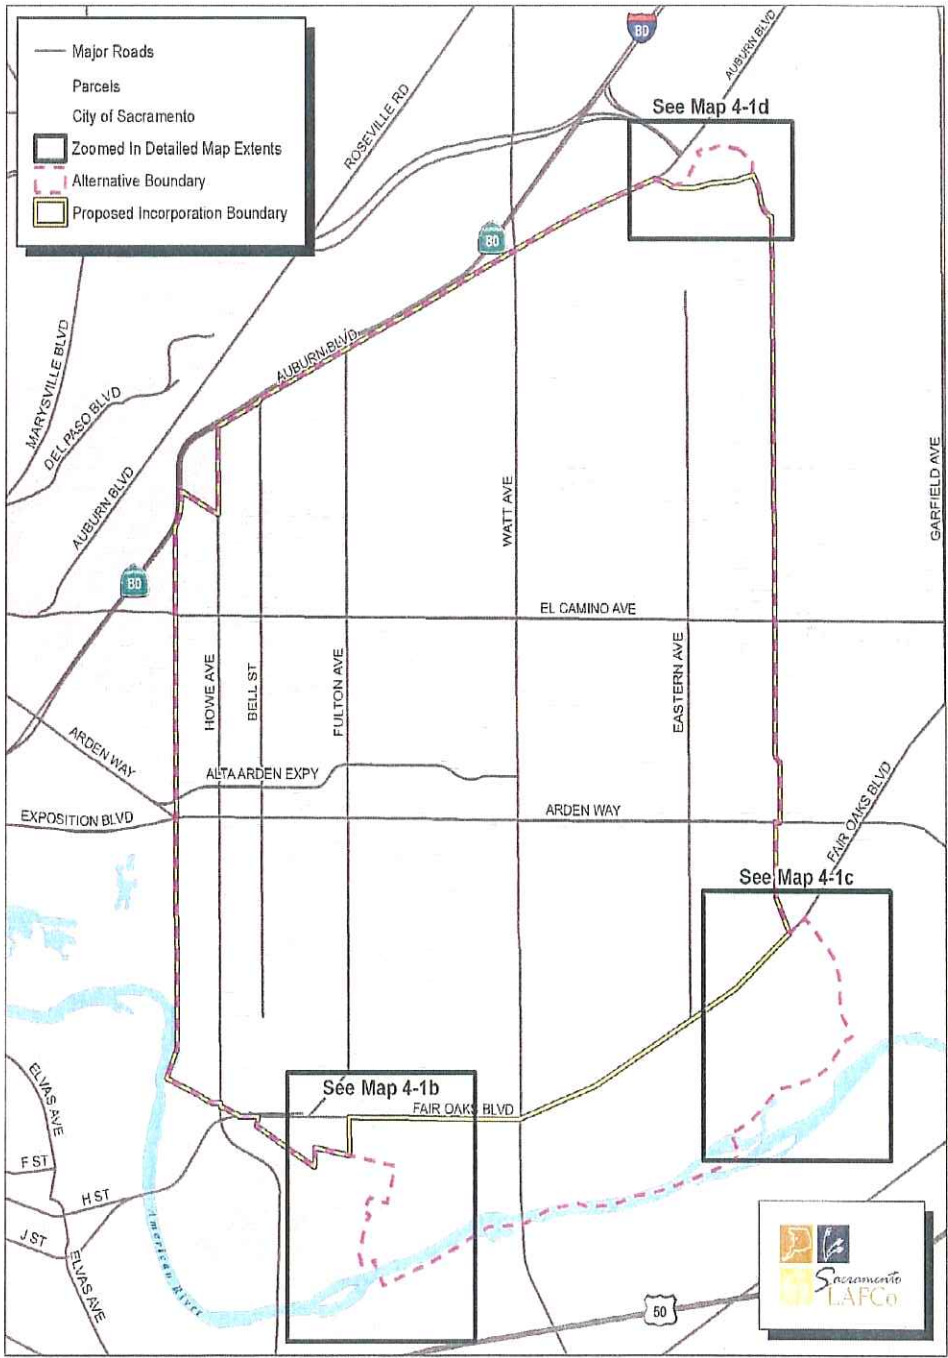 Major Roads
Parcels
City of Sacramento
Zoomed In Detailed Map Extents
Alternative Boundary
Proposed Incorporation Boundary
80
AUBURN BLVD
See Map 4-1d
ROSEVILLE RD
80
AUBURN BLVD
MARYSVILLE BLVD
DEL PASO BLVD
AUBURN BLVD
WATT AVE
GARFIELD AVE
80
EL CAMINO AVE
HOWE AVE
BELL ST
FULTON AVE
EASTERN AVE
ARDEN WAY
ALTA ARDEN EXPY
EXPOSITION BLVD
ARDEN WAY
FAIR OAKS BLVD
See Map 4-1c
ELVAS AVE
See Map 4-1b
FAIR OAKS BLVD
F ST
H ST
J ST
ELVAS AVE
American River
50
Sacramento
LAFCo